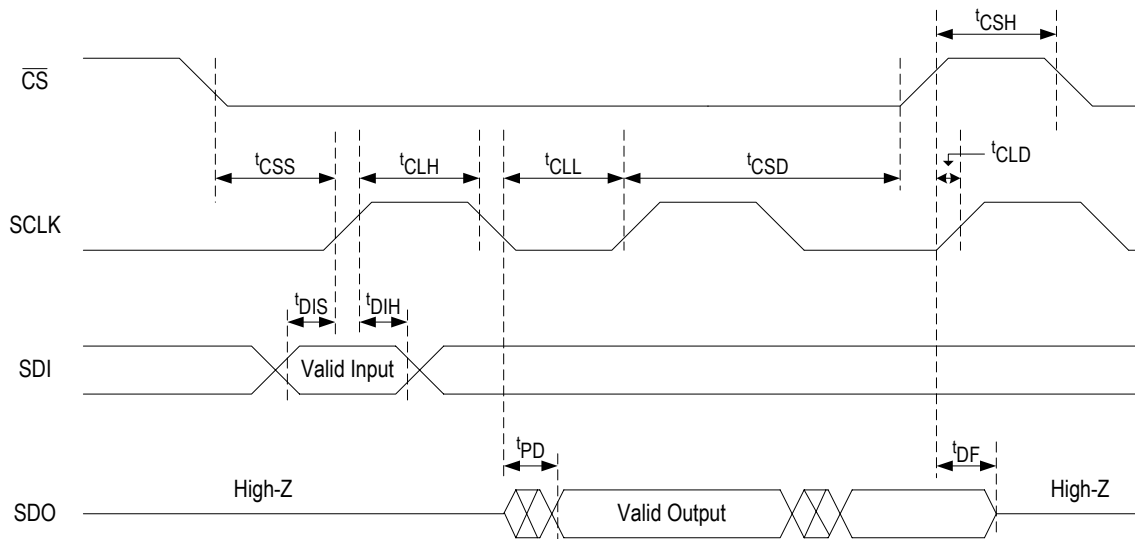 tCSH
CS
tCSS
tCLH
tCLL
tCSD
tCLD
SCLK
tDIS
tDIH
SDI
Valid Input
tPD
tDF
High-Z
High-Z
SDO
Valid Output